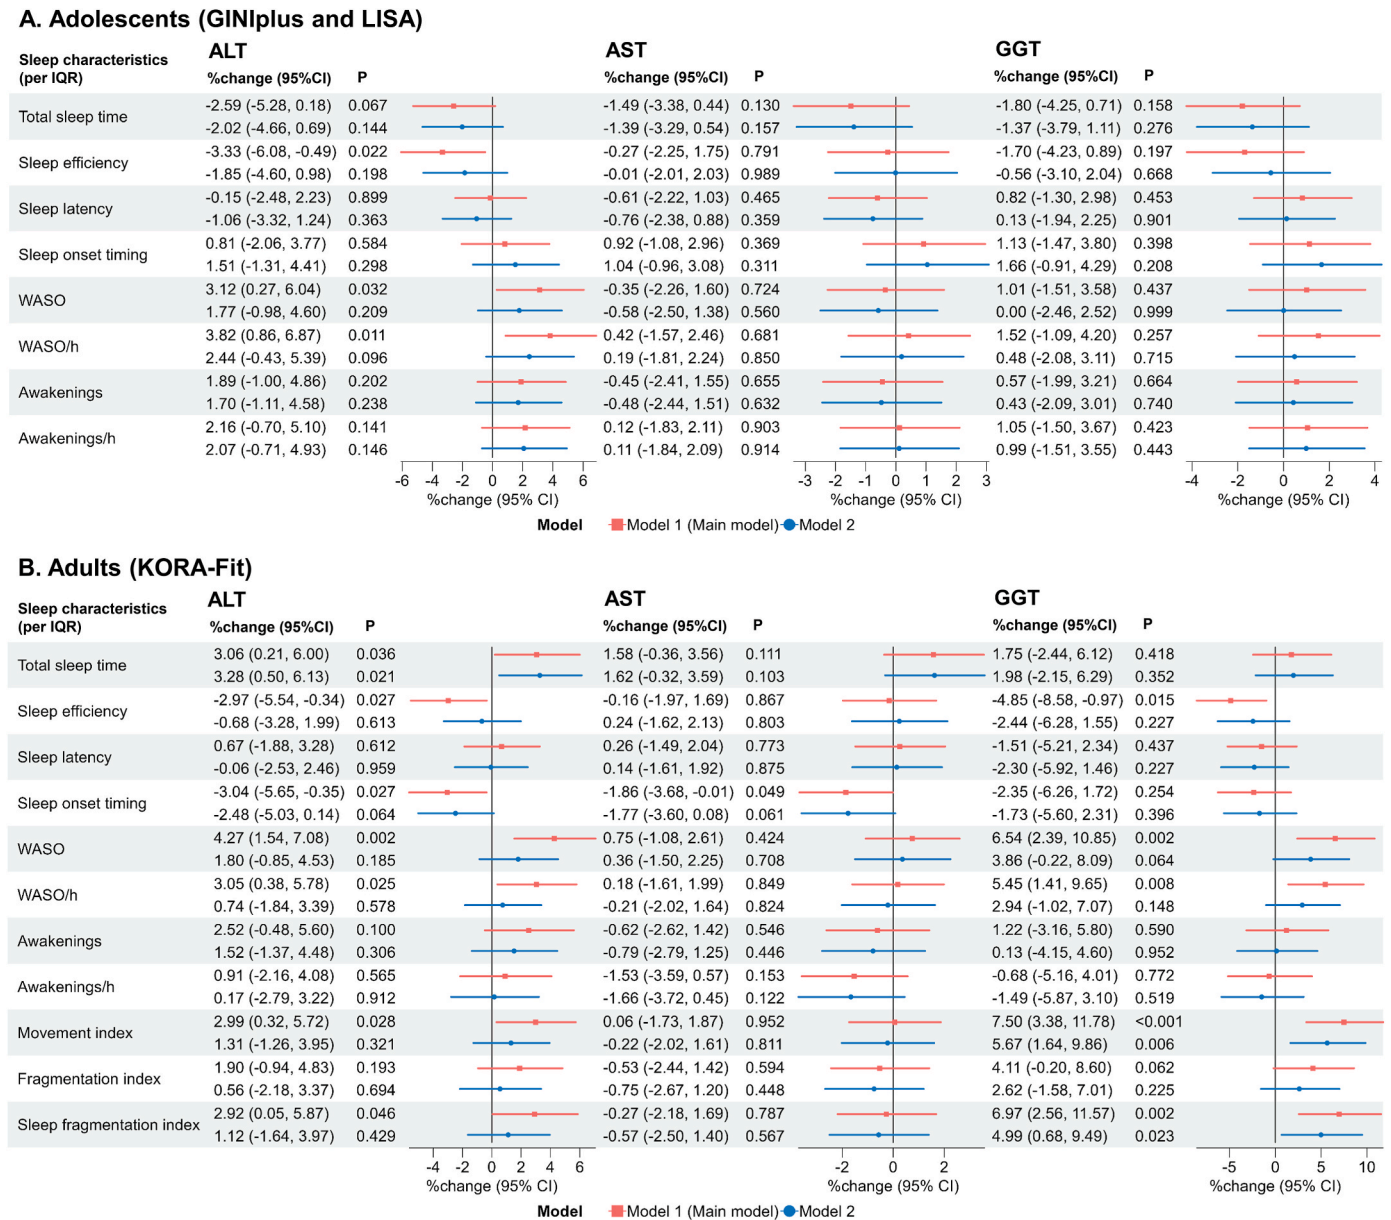 A. Adolescents (GINIplus and LISA)
Sleep characteristics (per IQR) ALT AST GGT
%change (95%CI) P %change (95%CI) P %change (95%CI) P
Total sleep time -2.59 (-5.28, 0.18) 0.067 -1.49 (-3.38, 0.44) 0.130 -1.80 (-4.25, 0.71) 0.158
-2.02 (-4.66, 0.69) 0.144 -1.39 (-3.29, 0.54) 0.157 -1.37 (-3.79, 1.11) 0.276
Sleep efficiency -3.33 (-6.08, -0.49) 0.022 -0.27 (-2.25, 1.75) 0.791 -1.70 (-4.23, 0.89) 0.197
-1.85 (-4.60, 0.98) 0.198 -0.01 (-2.01, 2.03) 0.989 -0.56 (-3.10, 2.04) 0.668
Sleep latency -0.15 (-2.48, 2.23) 0.899 -0.61 (-2.22, 1.03) 0.465 0.82 (-1.30, 2.98) 0.453
-1.06 (-3.32, 1.24) 0.363 -0.76 (-2.38, 0.88) 0.359 0.13 (-1.94, 2.25) 0.901
Sleep onset timing 0.81 (-2.06, 3.77) 0.584 0.92 (-1.08, 2.96) 0.369 1.13 (-1.47, 3.80) 0.398
1.51 (-1.31, 4.41) 0.298 1.04 (-0.96, 3.08) 0.311 1.66 (-0.91, 4.29) 0.208
WASO 3.12 (0.27, 6.04) 0.032 -0.35 (-2.26, 1.60) 0.724 1.01 (-1.51, 3.58) 0.437
1.77 (-0.98, 4.60) 0.209 -0.58 (-2.50, 1.38) 0.560 0.00 (-2.46, 2.52) 0.999
WASO/h 3.82 (0.86, 6.87) 0.011 0.42 (-1.57, 2.46) 0.681 1.52 (-1.09, 4.20) 0.257
2.44 (-0.43, 5.39) 0.096 0.19 (-1.81, 2.24) 0.850 0.48 (-2.08, 3.11) 0.715
Awakenings 1.89 (-1.00, 4.86) 0.202 -0.45 (-2.41, 1.55) 0.655 0.57 (-1.99, 3.21) 0.664
1.70 (-1.11, 4.58) 0.238 -0.48 (-2.44, 1.51) 0.632 0.43 (-2.09, 3.01) 0.740
Awakenings/h 2.16 (-0.70, 5.10) 0.141 0.12 (-1.83, 2.11) 0.903 1.05 (-1.50, 3.67) 0.423
2.07 (-0.71, 4.93) 0.146 0.11 (-1.84, 2.09) 0.914 0.99 (-1.51, 3.55) 0.443
-6 -4 -2 0 2 4 6 -3 -2 -1 0 1 2 3 -4 -2 0 2 4
%change (95% CI) %change (95% CI) %change (95% CI)
Model Model 1 (Main model) Model 2
B. Adults (KORA-Fit)
Sleep characteristics (per IQR) ALT AST GGT
%change (95%CI) P %change (95%CI) P %change (95%CI) P
Total sleep time 3.06 (0.21, 6.00) 0.036 1.58 (-0.36, 3.56) 0.111 1.75 (-2.44, 6.12) 0.418
3.28 (0.50, 6.13) 0.021 1.62 (-0.32, 3.59) 0.103 1.98 (-2.15, 6.29) 0.352
Sleep efficiency -2.97 (-5.54, -0.34) 0.027 -0.16 (-1.97, 1.69) 0.867 -4.85 (-8.58, -0.97) 0.015
-0.68 (-3.28, 1.99) 0.613 0.24 (-1.62, 2.13) 0.803 -2.44 (-6.28, 1.55) 0.227
Sleep latency 0.67 (-1.88, 3.28) 0.612 0.26 (-1.49, 2.04) 0.773 -1.51 (-5.21, 2.34) 0.437
-0.06 (-2.53, 2.46) 0.959 0.14 (-1.61, 1.92) 0.875 -2.30 (-5.92, 1.46) 0.227
Sleep onset timing -3.04 (-5.65, -0.35) 0.027 -1.86 (-3.68, -0.01) 0.049 -2.35 (-6.26, 1.72) 0.254
-2.48 (-5.03, 0.14) 0.064 -1.77 (-3.60, 0.08) 0.061 -1.73 (-5.60, 2.31) 0.396
WASO 4.27 (1.54, 7.08) 0.002 0.75 (-1.08, 2.61) 0.424 6.54 (2.39, 10.85) 0.002
1.80 (-0.85, 4.53) 0.185 0.36 (-1.50, 2.25) 0.708 3.86 (-0.22, 8.09) 0.064
WASO/h 3.05 (0.38, 5.78) 0.025 0.18 (-1.61, 1.99) 0.849 5.45 (1.41, 9.65) 0.008
0.74 (-1.84, 3.39) 0.578 -0.21 (-2.02, 1.64) 0.824 2.94 (-1.02, 7.07) 0.148
Awakenings 2.52 (-0.48, 5.60) 0.100 -0.62 (-2.62, 1.42) 0.546 1.22 (-3.16, 5.80) 0.590
1.52 (-1.37, 4.48) 0.306 -0.79 (-2.79, 1.25) 0.446 0.13 (-4.15, 4.60) 0.952
Awakenings/h 0.91 (-2.16, 4.08) 0.565 -1.53 (-3.59, 0.57) 0.153 -0.68 (-5.16, 4.01) 0.772
0.17 (-2.79, 3.22) 0.912 -1.66 (-3.72, 0.45) 0.122 -1.49 (-5.87, 3.10) 0.519
Movement index 2.99 (0.32, 5.72) 0.028 0.06 (-1.73, 1.87) 0.952 7.50 (3.38, 11.78) <0.001
1.31 (-1.26, 3.95) 0.321 -0.22 (-2.02, 1.61) 0.811 5.67 (1.64, 9.86) 0.006
Fragmentation index 1.90 (-0.94, 4.83) 0.193 -0.53 (-2.44, 1.42) 0.594 4.11 (-0.20, 8.60) 0.062
0.56 (-2.18, 3.37) 0.694 -0.75 (-2.67, 1.20) 0.448 2.62 (-1.58, 7.01) 0.225
Sleep fragmentation index 2.92 (0.05, 5.87) 0.046 -0.27 (-2.18, 1.69) 0.787 6.97 (2.56, 11.57) 0.002
1.12 (-1.64, 3.97) 0.429 -0.57 (-2.50, 1.40) 0.567 4.99 (0.68, 9.49) 0.023
-4 -2 0 2 4 6 -2 0 2 -5 0 5 10
%change (95% CI) %change (95% CI) %change (95% CI)
Model Model 1 (Main model) Model 2